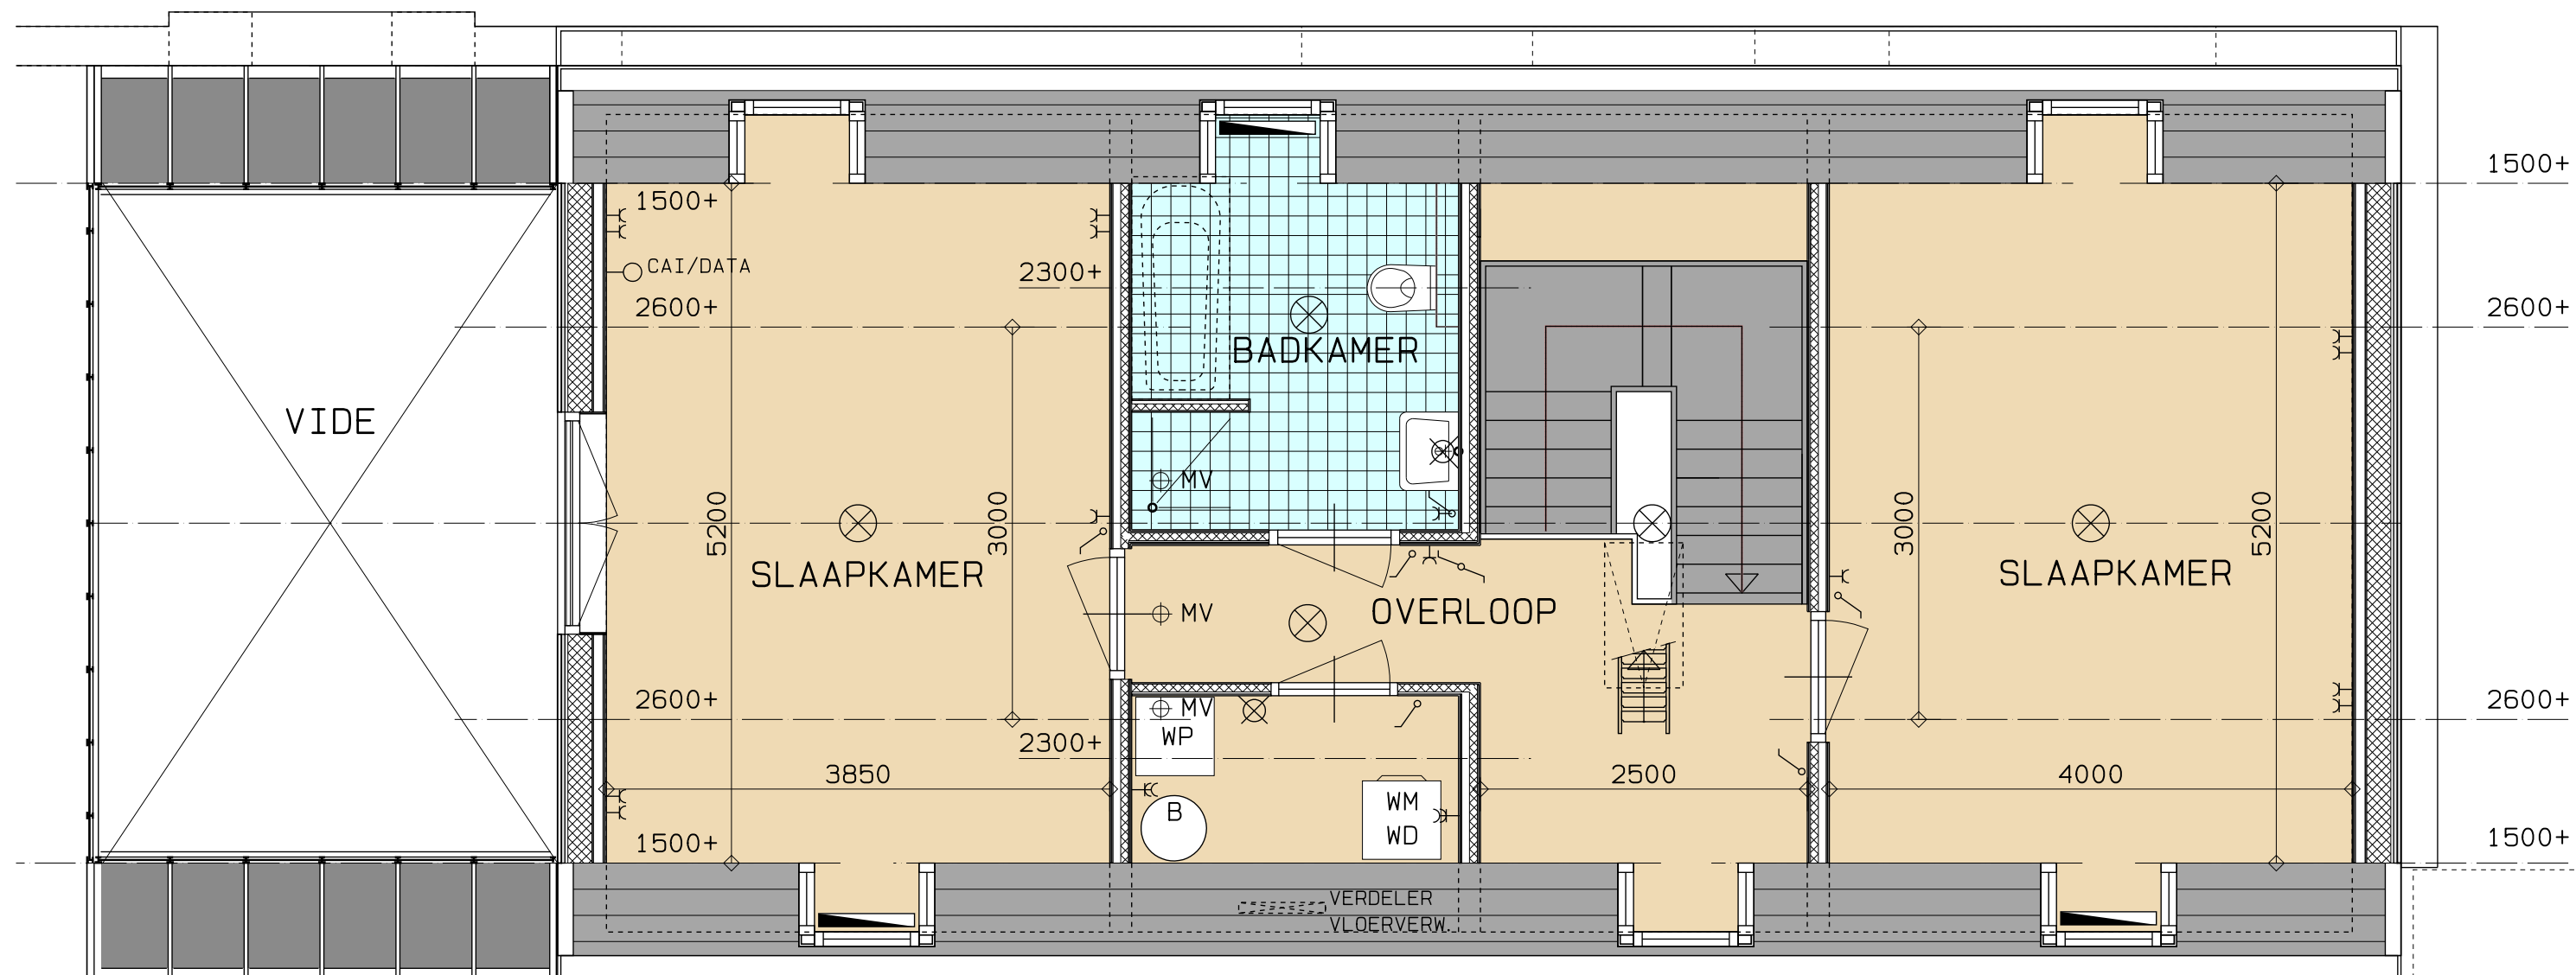 1500+
1500+
CAI/DATA
2300+
2600+
2600+
BADKAMER
VIDE
MV
5200
3000
3000
5200
SLAAPKAMER
SLAAPKAMER
MV
OVERLOOP
2600+
MV
2600+
WP
2300+
3850
2500
4000
B
WM
WD
1500+
1500+
VERDELER
VLOERVERW.